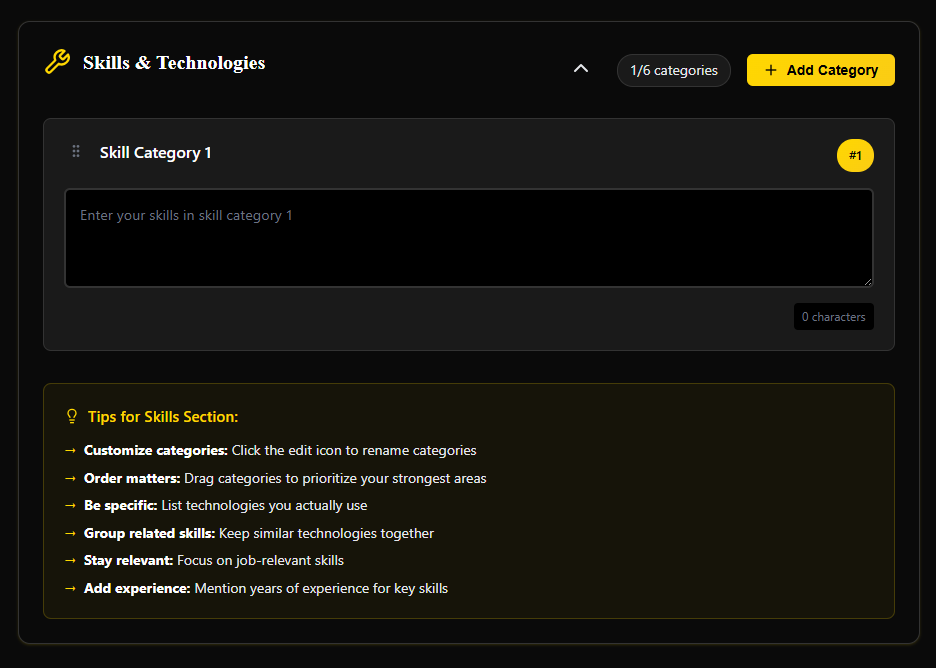 Skills & Technologies
1/6 categories
+ Add Category
Skill Category 1
#1
Enter your skills in skill category 1
0 characters
Tips for Skills Section:
→ Customize categories: Click the edit icon to rename categories
→ Order matters: Drag categories to prioritize your strongest areas
→ Be specific: List technologies you actually use
→ Group related skills: Keep similar technologies together
→ Stay relevant: Focus on job-relevant skills
→ Add experience: Mention years of experience for key skills